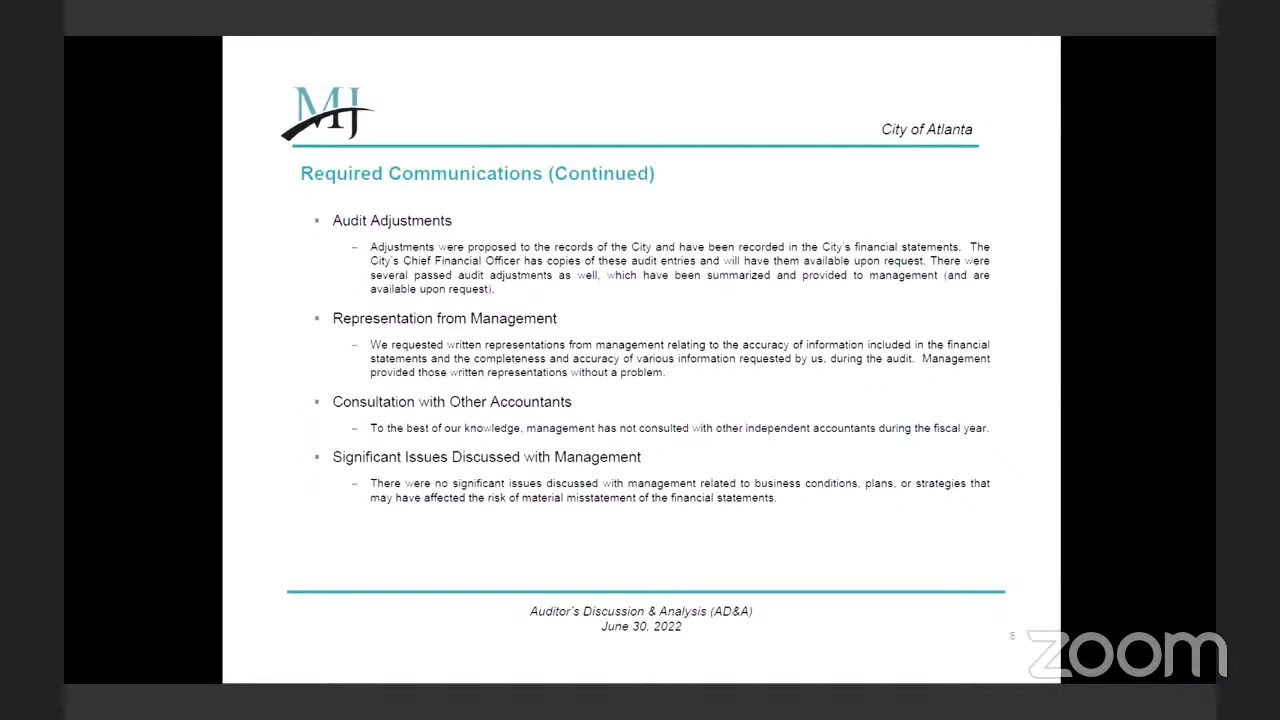 MJ
City of Atlanta
Required Communications (Continued)
▪ Audit Adjustments
– Adjustments were proposed to the records of the City and have been recorded in the City's financial statements. The
City's Chief Financial Officer has copies of these audit entries and will have them available upon request. There were
several passed audit adjustments as well, which have been summarized and provided to management (and are
available upon request).
▪ Representation from Management
– We requested written representations from management relating to the accuracy of information included in the financial
statements and the completeness and accuracy of various information requested by us, during the audit. Management
provided those written representations without a problem.
▪ Consultation with Other Accountants
– To the best of our knowledge, management has not consulted with other independent accountants during the fiscal year.
▪ Significant Issues Discussed with Management
– There were no significant issues discussed with management related to business conditions, plans, or strategies that
may have affected the risk of material misstatement of the financial statements.
Auditor's Discussion & Analysis (AD&A)
June 30, 2022
zoom